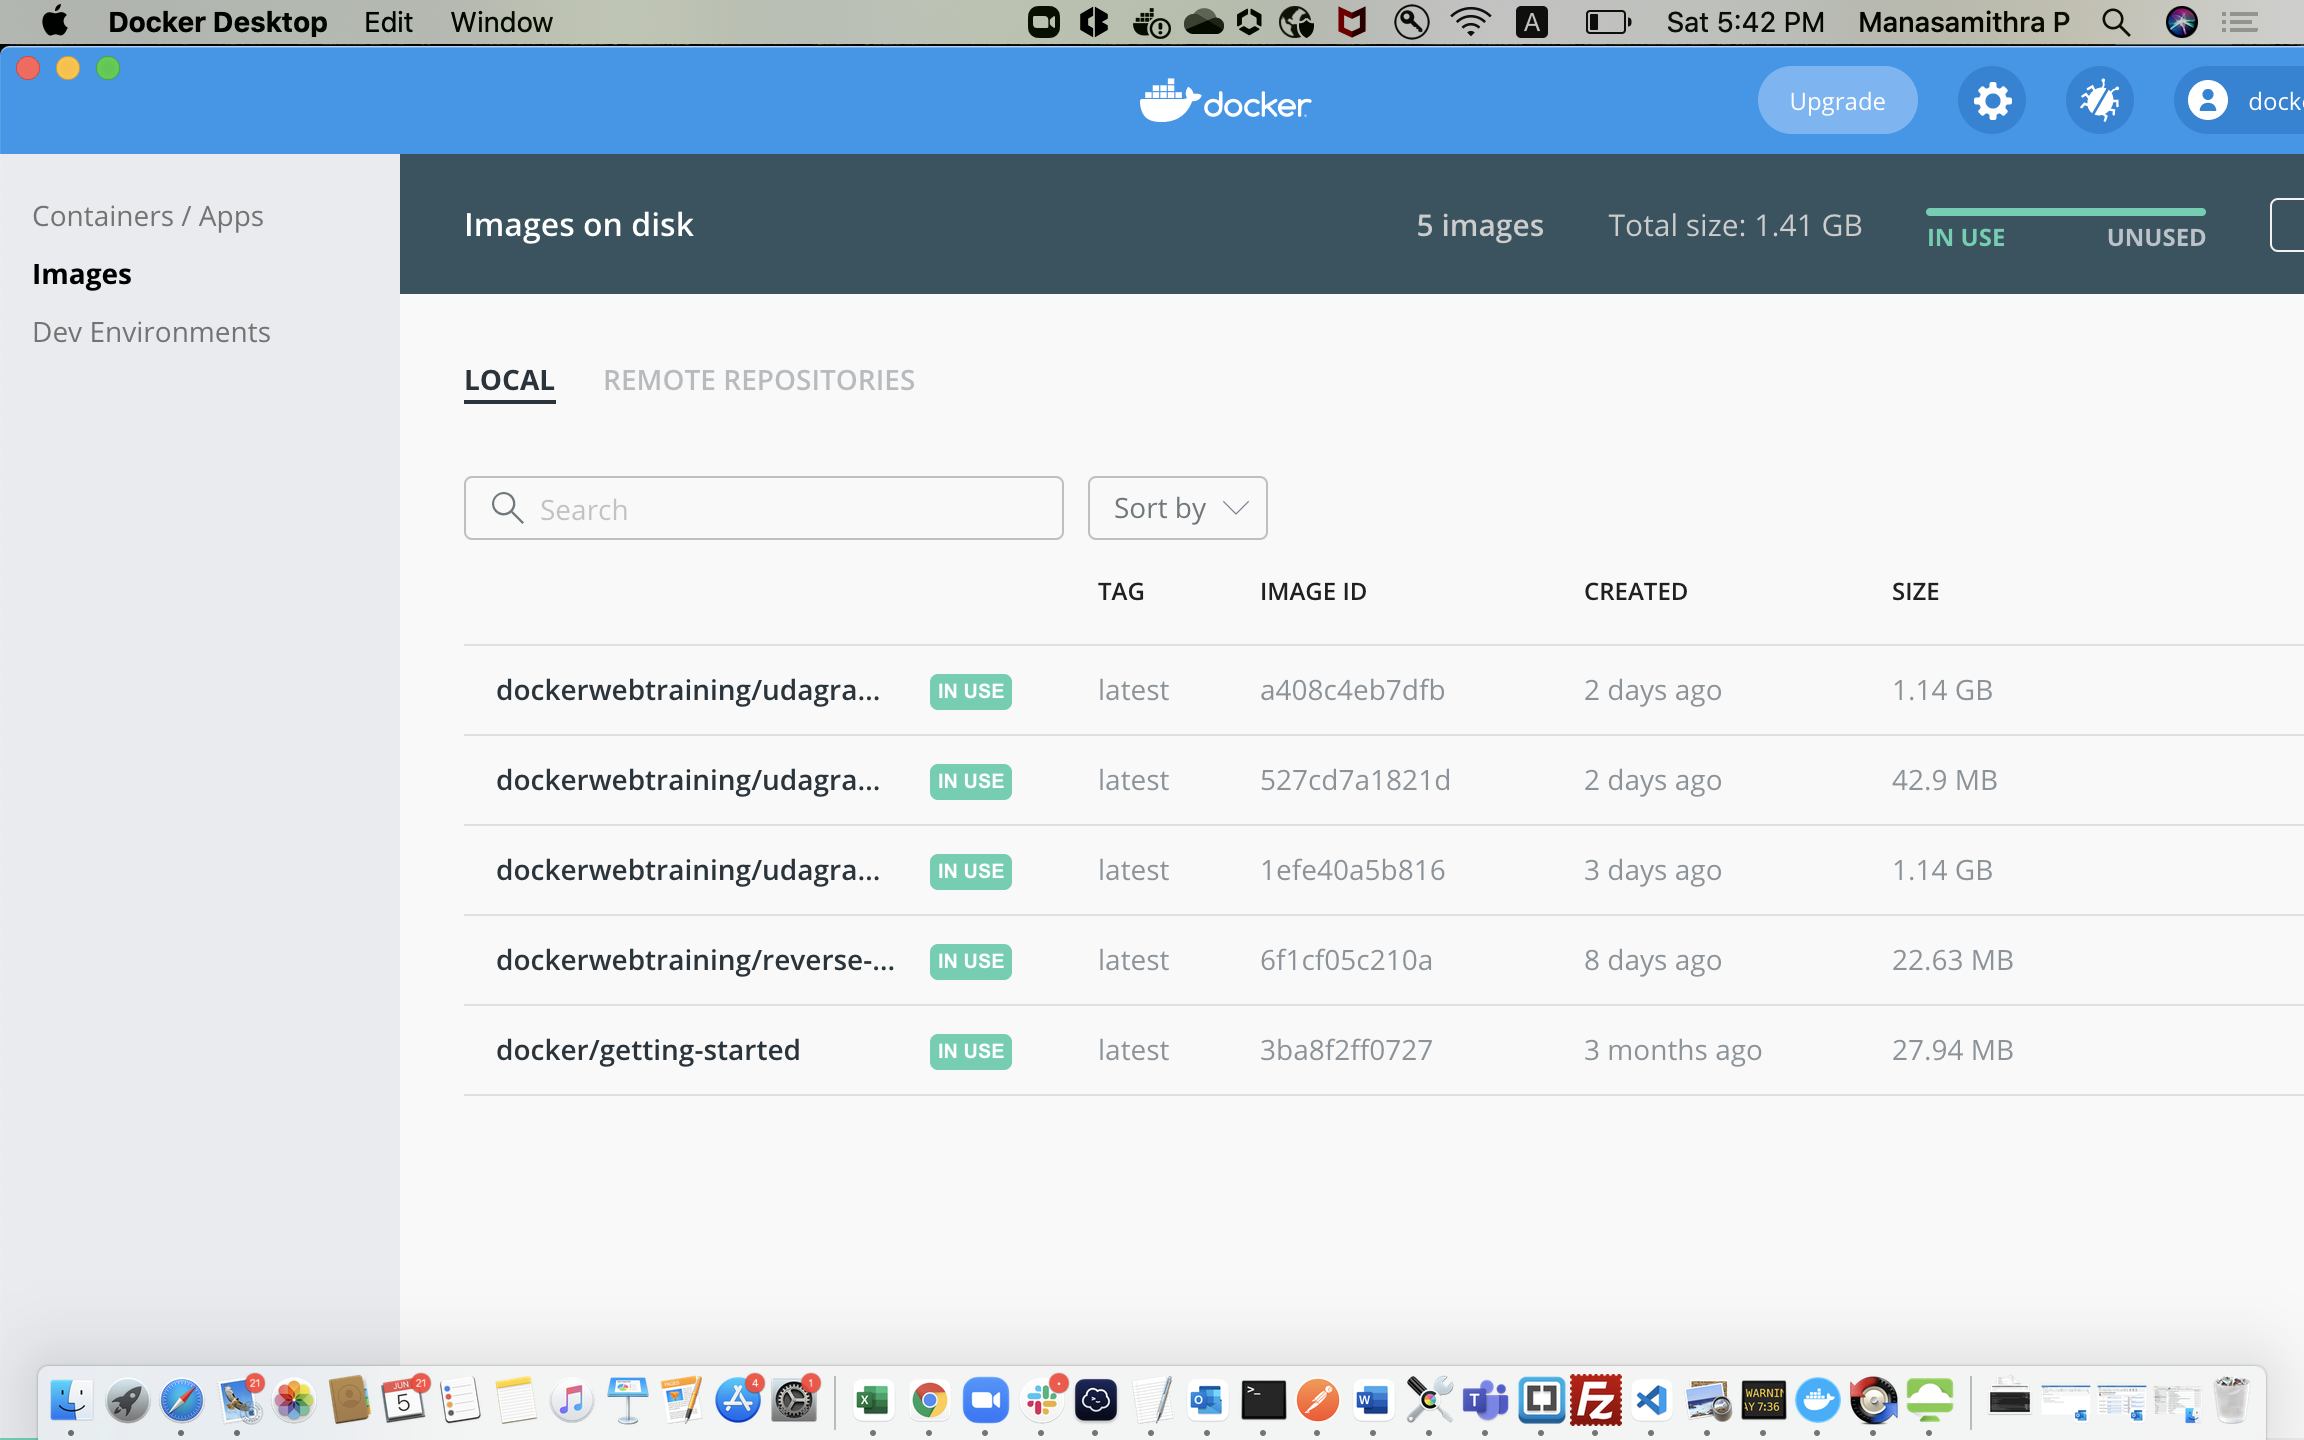 Docker Desktop Edit Window A Sat 5:42 PM Manasamithra P
docker Upgrade
Containers / Apps
Images
Dev Environments
Images on disk 5 images Total size: 1.41 GB IN USE UNUSED
LOCAL REMOTE REPOSITORIES
Search Sort by
TAG IMAGE ID CREATED SIZE
dockerwebtraining/udagra... IN USE latest a408c4eb7dfb 2 days ago 1.14 GB
dockerwebtraining/udagra... IN USE latest 527cd7a1821d 2 days ago 42.9 MB
dockerwebtraining/udagra... IN USE latest 1efe40a5b816 3 days ago 1.14 GB
dockerwebtraining/reverse-... IN USE latest 6f1cf05c210a 8 days ago 22.63 MB
docker/getting-started IN USE latest 3ba8f2ff0727 3 months ago 27.94 MB
21 JUN 5 21 PAGES 4 1 WARNIN
AY 7:36